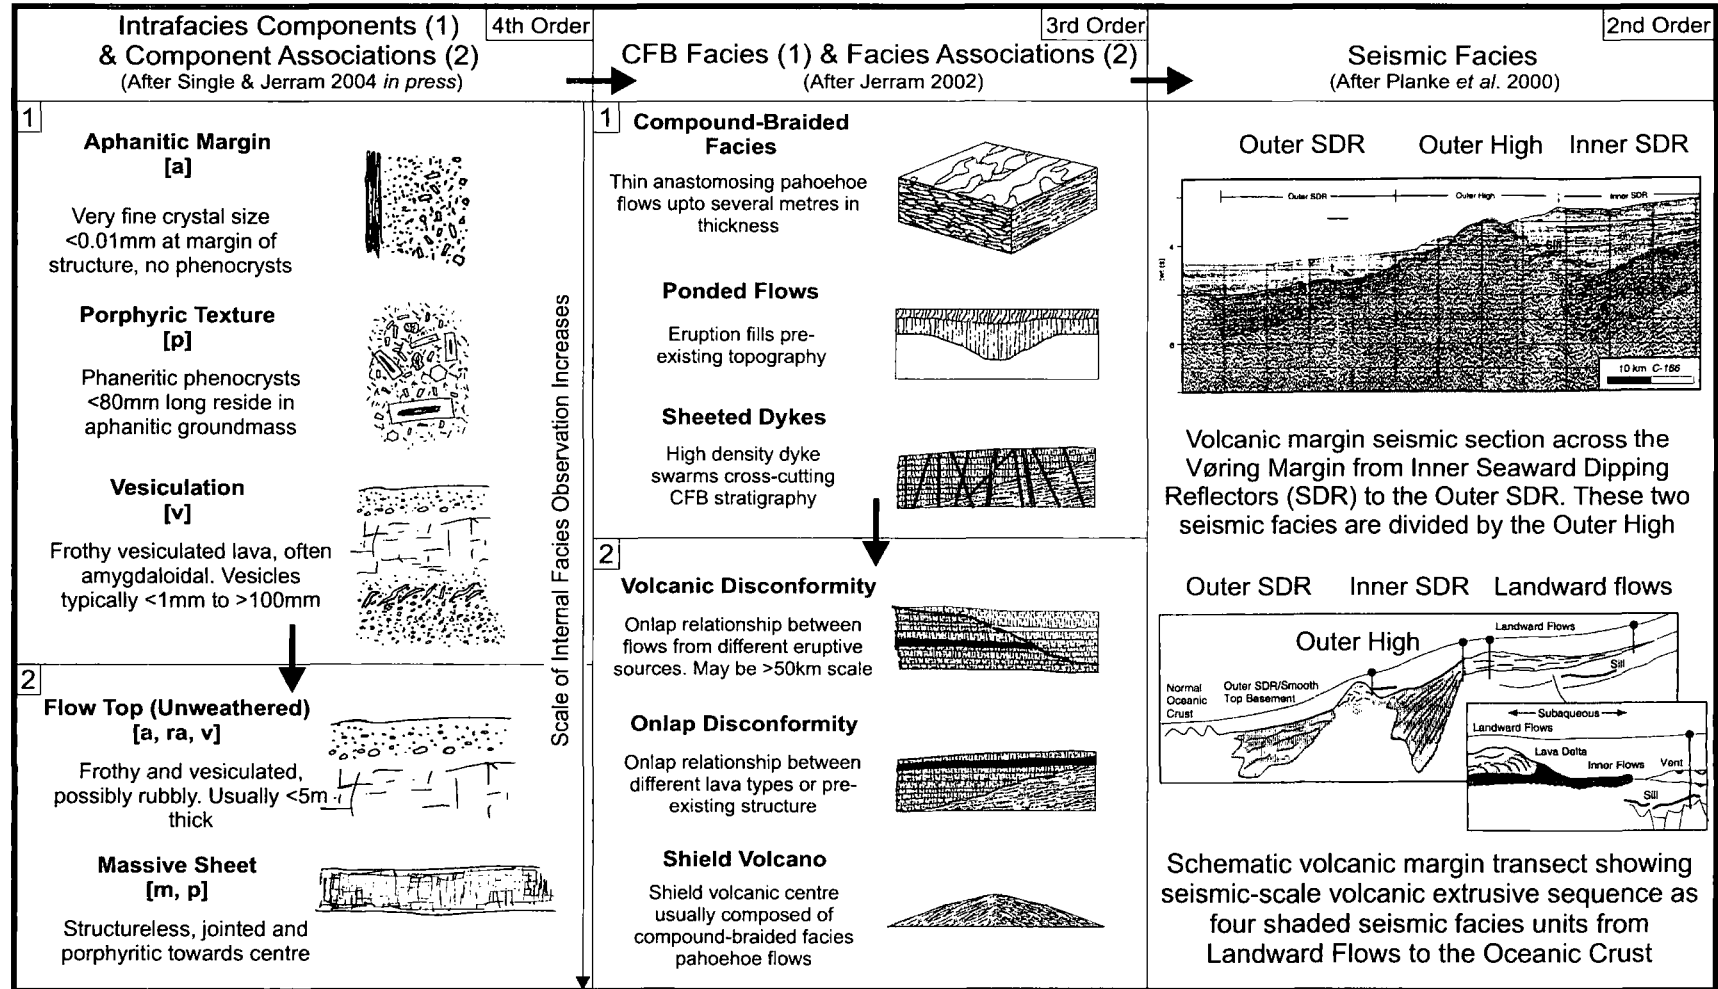 Intrafacies Components (1)
& Component Associations (2)
(After Single & Jerram 2004 in press)
4th Order
1
Aphanitic Margin
[a]
Very fine crystal size
<0.01mm at margin of
structure, no phenocrysts
Porphyric Texture
[p]
Phaneritic phenocrysts
<80mm long reside in
aphanitic groundmass
Vesiculation
[v]
Frothy vesiculated lava, often
amygdaloidal. Vesicles
typically <1mm to >100mm
2
Flow Top (Unweathered)
[a, ra, v]
Frothy and vesiculated,
possibly rubbly. Usually <5m
thick
Massive Sheet
[m, p]
Structureless, jointed and
porphyritic towards centre
Scale of Internal Facies Observation Increases
3rd Order
CFB Facies (1) & Facies Associations (2)
(After Jerram 2002)
1
Compound-Braided
Facies
Thin anastomosing pahoehoe
flows upto several metres in
thickness
Ponded Flows
Eruption fills pre-
existing topography
Sheeted Dykes
High density dyke
swarms cross-cutting
CFB stratigraphy
2
Volcanic Disconformity
Onlap relationship between
flows from different eruptive
sources. May be >50km scale
Onlap Disconformity
Onlap relationship between
different lava types or pre-
existing structure
Shield Volcano
Shield volcanic centre
usually composed of
compound-braided facies
pahoehoe flows
2nd Order
Seismic Facies
(After Planke et al. 2000)
Outer SDR Outer High Inner SDR
Outer SDR Outer High Inner SDR
4
Sill
6
10 km C-166
Volcanic margin seismic section across the
Vøring Margin from Inner Seaward Dipping
Reflectors (SDR) to the Outer SDR. These two
seismic facies are divided by the Outer High
Outer SDR Inner SDR Landward flows
Landward Flows
Outer High
Sill
Normal
Oceanic
Crust
Outer SDR/Smooth
Top Basement
Subaqueous
Landward Flows
Lava Delta
Inner Flows
Vent
Sill
Schematic volcanic margin transect showing
seismic-scale volcanic extrusive sequence as
four shaded seismic facies units from
Landward Flows to the Oceanic Crust